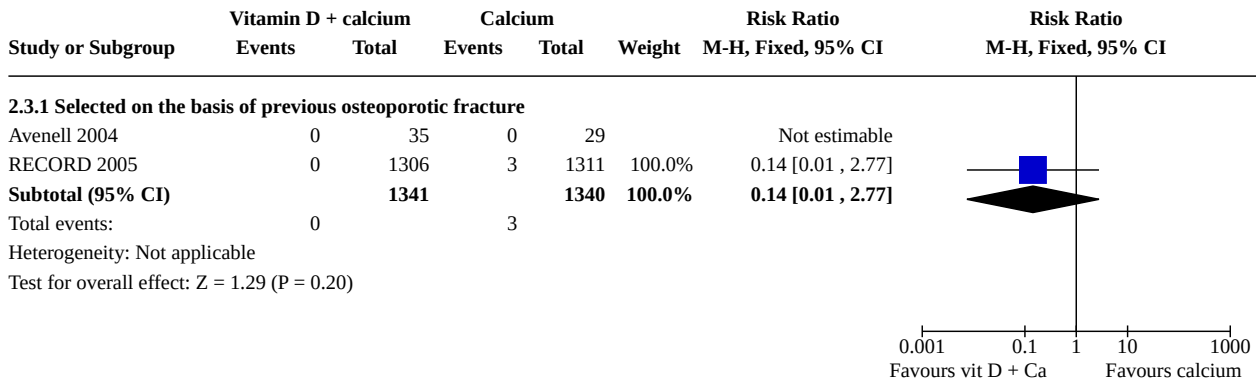 Vitamin D + calcium Calcium Risk Ratio Risk Ratio
Study or Subgroup Events Total Events Total Weight M-H, Fixed, 95% CI M-H, Fixed, 95% CI
2.3.1 Selected on the basis of previous osteoporotic fracture
Avenell 2004 0 35 0 29 Not estimable
RECORD 2005 0 1306 3 1311 100.0% 0.14 [0.01 , 2.77]
Subtotal (95% CI) 1341 1340 100.0% 0.14 [0.01 , 2.77]
Total events: 0 3
Heterogeneity: Not applicable
Test for overall effect: Z = 1.29 (P = 0.20)
0.001 0.1 1 10 1000
Favours vit D + Ca Favours calcium